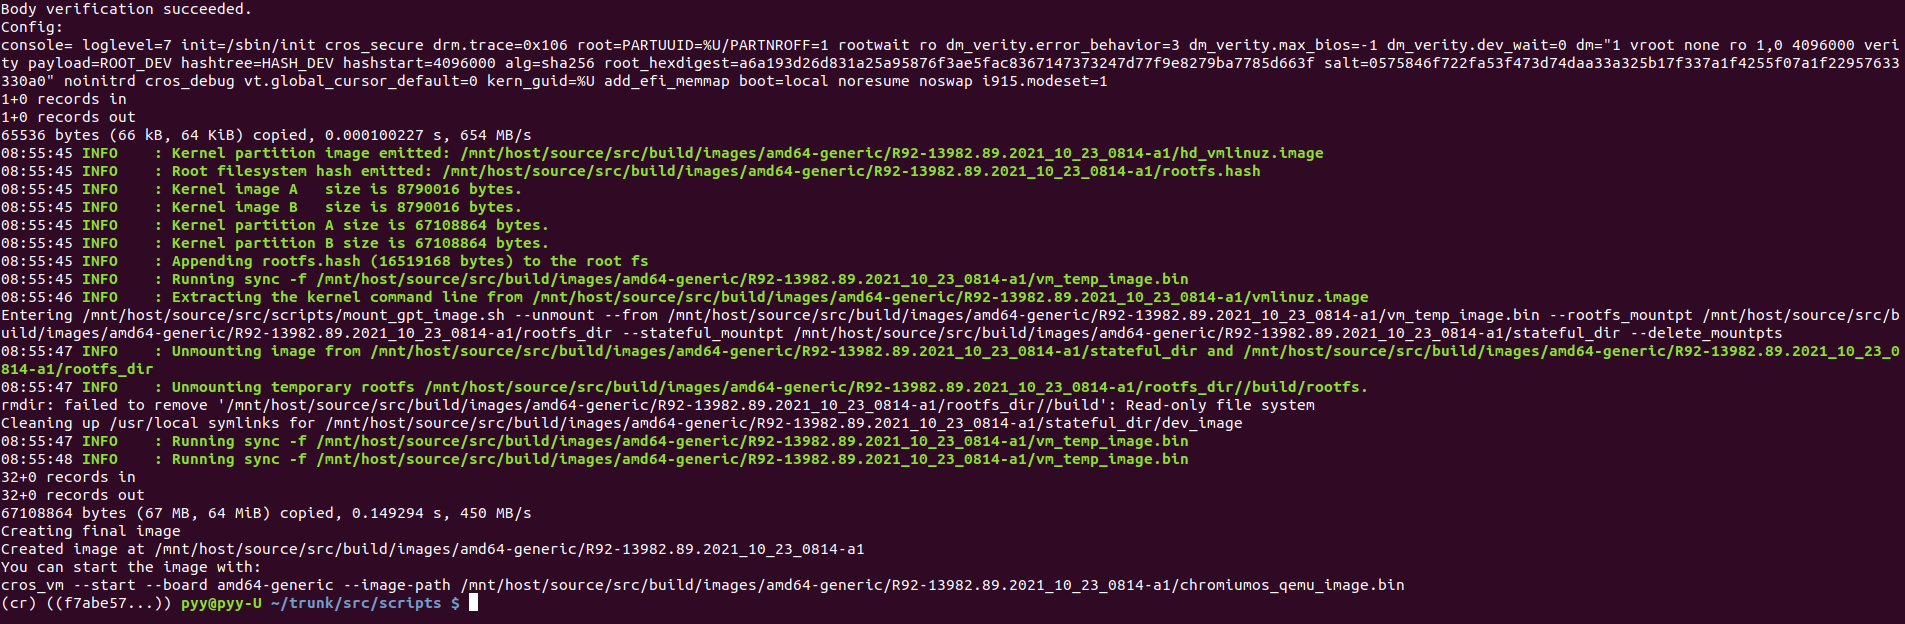 Body verification succeeded.
Config:
console= loglevel=7 init=/sbin/init cros_secure drm.trace=0x106 root=PARTUUID=%U/PARTNROFF=1 rootwait ro dm_verity.error_behavior=3 dm_verity.max_bios=-1 dm_verity.dev_wait=0 dm="1 vroot none ro 1,0 4096000 veri
ty payload=ROOT_DEV hashtree=HASH_DEV hashstart=4096000 alg=sha256 root_hexdigest=a6a193d26d831a25a95876f3ae5fac8367147373247d77f9e8279ba7785d663f salt=0575846f722fa53f473d74daa33a325b17f337a1f4255f07a1f22957633
330a0" noinitrd cros_debug vt.global_cursor_default=0 kern_guid=%U add_efi_memmap boot=local noresume noswap i915.modeset=1
1+0 records in
1+0 records out
65536 bytes (66 kB, 64 KiB) copied, 0.000100227 s, 654 MB/s
08:55:45 INFO    : Kernel partition image emitted: /mnt/host/source/src/build/images/amd64-generic/R92-13982.89.2021_10_23_0814-a1/hd_vmlinuz.image
08:55:45 INFO    : Root filesystem hash emitted: /mnt/host/source/src/build/images/amd64-generic/R92-13982.89.2021_10_23_0814-a1/rootfs.hash
08:55:45 INFO    : Kernel image A   size is 8790016 bytes.
08:55:45 INFO    : Kernel image B   size is 8790016 bytes.
08:55:45 INFO    : Kernel partition A size is 67108864 bytes.
08:55:45 INFO    : Kernel partition B size is 67108864 bytes.
08:55:45 INFO    : Appending rootfs.hash (16519168 bytes) to the root fs
08:55:45 INFO    : Running sync -f /mnt/host/source/src/build/images/amd64-generic/R92-13982.89.2021_10_23_0814-a1/vm_temp_image.bin
08:55:46 INFO    : Extracting the kernel command line from /mnt/host/source/src/build/images/amd64-generic/R92-13982.89.2021_10_23_0814-a1/vmlinuz.image
Entering /mnt/host/source/src/scripts/mount_gpt_image.sh --unmount --from /mnt/host/source/src/build/images/amd64-generic/R92-13982.89.2021_10_23_0814-a1/vm_temp_image.bin --rootfs_mountpt /mnt/host/source/src/b
uild/images/amd64-generic/R92-13982.89.2021_10_23_0814-a1/rootfs_dir --stateful_mountpt /mnt/host/source/src/build/images/amd64-generic/R92-13982.89.2021_10_23_0814-a1/stateful_dir --delete_mountpts
08:55:47 INFO    : Unmounting image from /mnt/host/source/src/build/images/amd64-generic/R92-13982.89.2021_10_23_0814-a1/stateful_dir and /mnt/host/source/src/build/images/amd64-generic/R92-13982.89.2021_10_23_0
814-a1/rootfs_dir
08:55:47 INFO    : Unmounting temporary rootfs /mnt/host/source/src/build/images/amd64-generic/R92-13982.89.2021_10_23_0814-a1/rootfs_dir//build/rootfs.
rmdir: failed to remove '/mnt/host/source/src/build/images/amd64-generic/R92-13982.89.2021_10_23_0814-a1/rootfs_dir//build': Read-only file system
Cleaning up /usr/local symlinks for /mnt/host/source/src/build/images/amd64-generic/R92-13982.89.2021_10_23_0814-a1/stateful_dir/dev_image
08:55:47 INFO    : Running sync -f /mnt/host/source/src/build/images/amd64-generic/R92-13982.89.2021_10_23_0814-a1/vm_temp_image.bin
08:55:48 INFO    : Running sync -f /mnt/host/source/src/build/images/amd64-generic/R92-13982.89.2021_10_23_0814-a1/vm_temp_image.bin
32+0 records in
32+0 records out
67108864 bytes (67 MB, 64 MiB) copied, 0.149294 s, 450 MB/s
Creating final image
Created image at /mnt/host/source/src/build/images/amd64-generic/R92-13982.89.2021_10_23_0814-a1
You can start the image with:
cros_vm --start --board amd64-generic --image-path /mnt/host/source/src/build/images/amd64-generic/R92-13982.89.2021_10_23_0814-a1/chromiumos_qemu_image.bin
(cr) ((f7abe57...)) pyy@pyy-U ~/trunk/src/scripts $